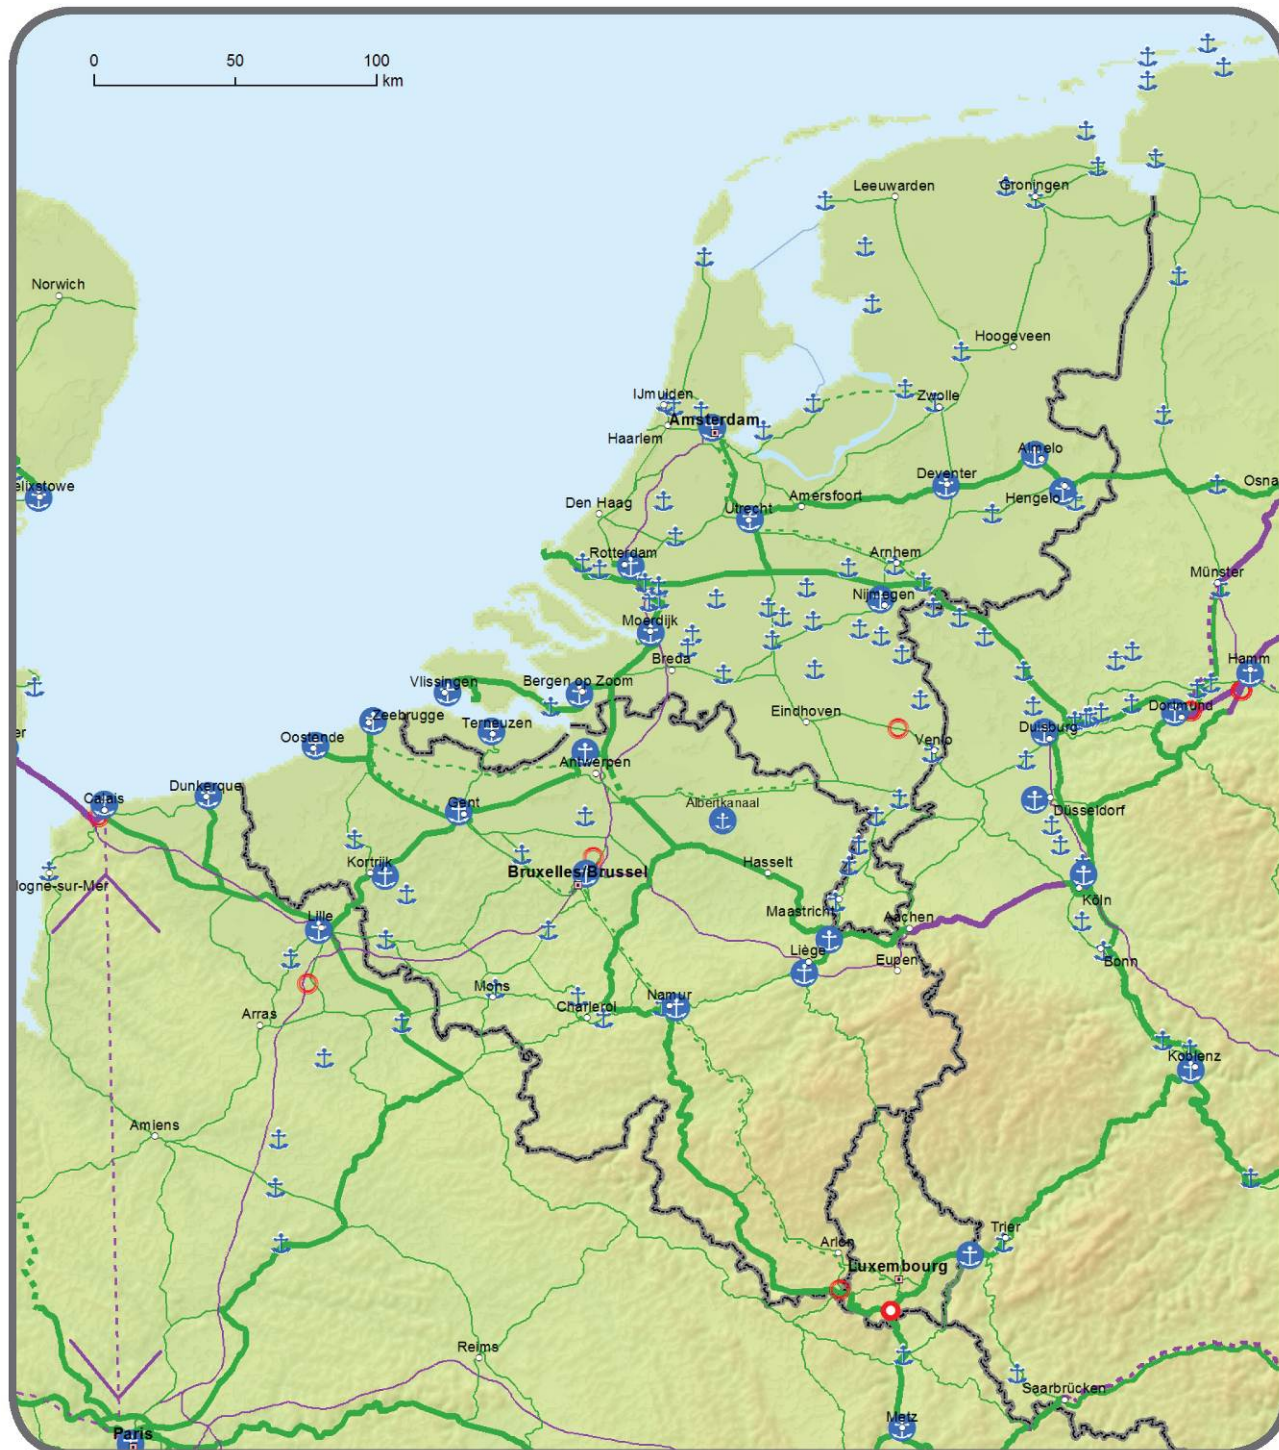 0 50 100
km
Leeuwarden
Groningen
Norwich
Hoogeveen
IJmuiden
Zwolle
Amsterdam
Haarlem
Almelo
Deventer
elixstowe
Hengelo
Osna
Amersfoort
Den Haag
Utrecht
Rotterdam
Arnhem
Münster
Nijmegen
Moerdijk
Breda
Hamm
Vlissingen
Bergen op Zoom
Dortmund
Zeebrugge
Terneuzen
Eindhoven
Duisburg
er
Oostende
Venlo
Antwerpen
Dunkerque
Calais
Gent
Albertkanaal
Düsseldorf
Kortrijk
Hasselt
Bruxelles/Brussel
logne-sur-Mer
Köln
Maastricht
Lille
Aachen
Liège
Bonn
Eupen
Mons
Namur
Charleroi
Arras
Koblenz
Amiens
Trier
Arlon
Luxembourg
Reims
Saarbrücken
Metz
Paris